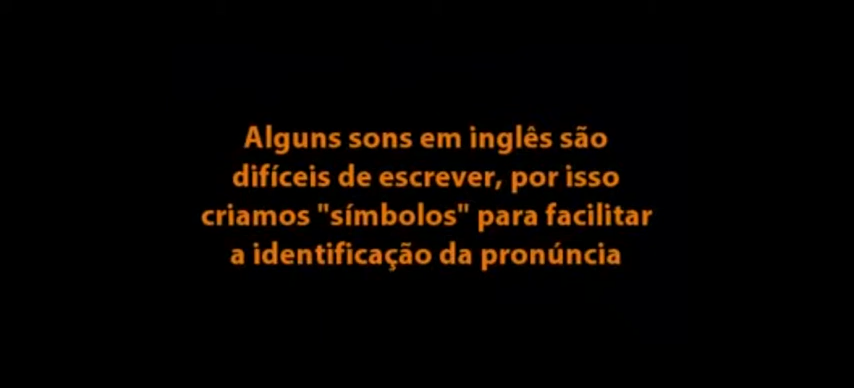 Alguns sons em inglês são
difíceis de escrever, por isso
criamos "símbolos" para facilitar
a identificação da pronúncia